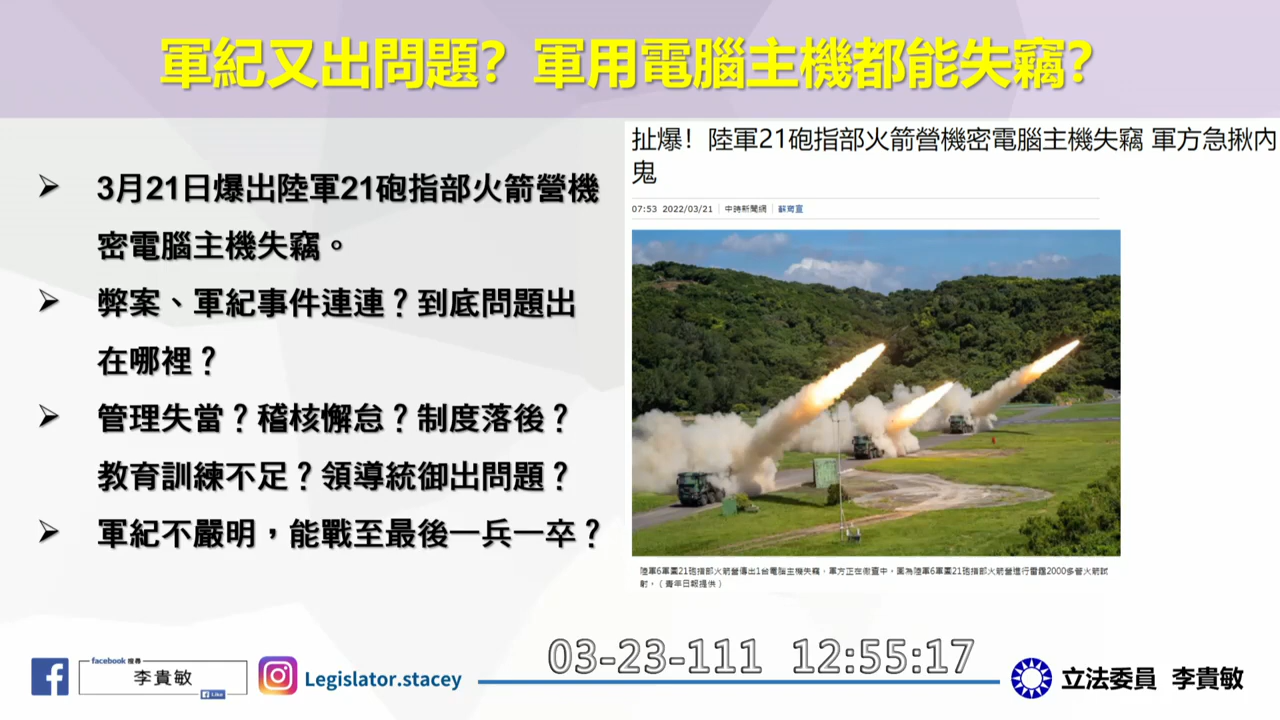 軍紀又出問題？軍用電腦主機都能失竊？
3月21日爆出陸軍21砲指部火箭營機
密電腦主機失竊。
弊案、軍紀事件連連？到底問題出
在哪裡？
管理失當？稽核懈怠？制度落後？
教育訓練不足？領導統御出問題？
軍紀不嚴明，能戰至最後一兵一卒？
扯爆！陸軍21砲指部火箭營機密電腦主機失竊 軍方急揪內
鬼
07:53 2022/03/21 中時新聞網
陸軍6軍團21砲指部火箭營傳出1台電腦主機失竊，軍方正在徹查中。圖為陸軍6軍團21砲指部火箭營進行雷霆2000多管火箭試
射。（青年日報提供）
03-23-111 12:55:17
facebook 搜尋
李貴敏
Like
Legislator.stacey
立法委員 李貴敏